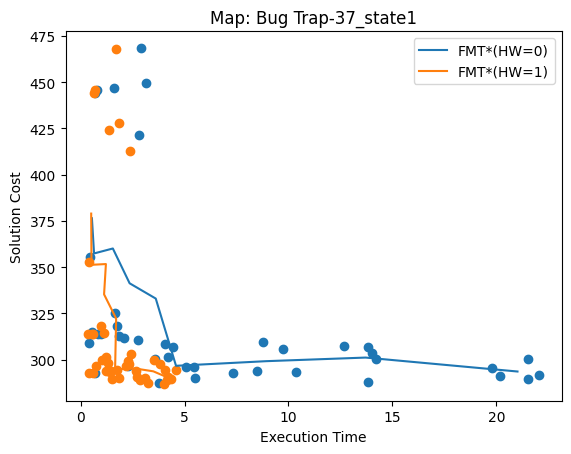 Map: Bug Trap-37_state1
FMT*(HW=0)
FMT*(HW=1)
Solution Cost
475
450
425
400
375
350
325
300
0
5
10
15
20
Execution Time